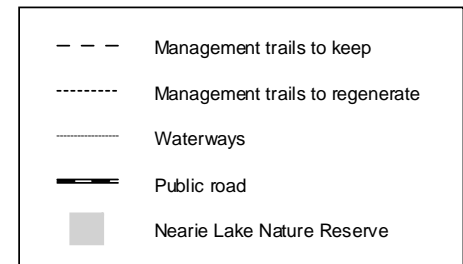 Management trails to keep
Management trails to regenerate
Waterways
Public road
Nearie Lake Nature Reserve